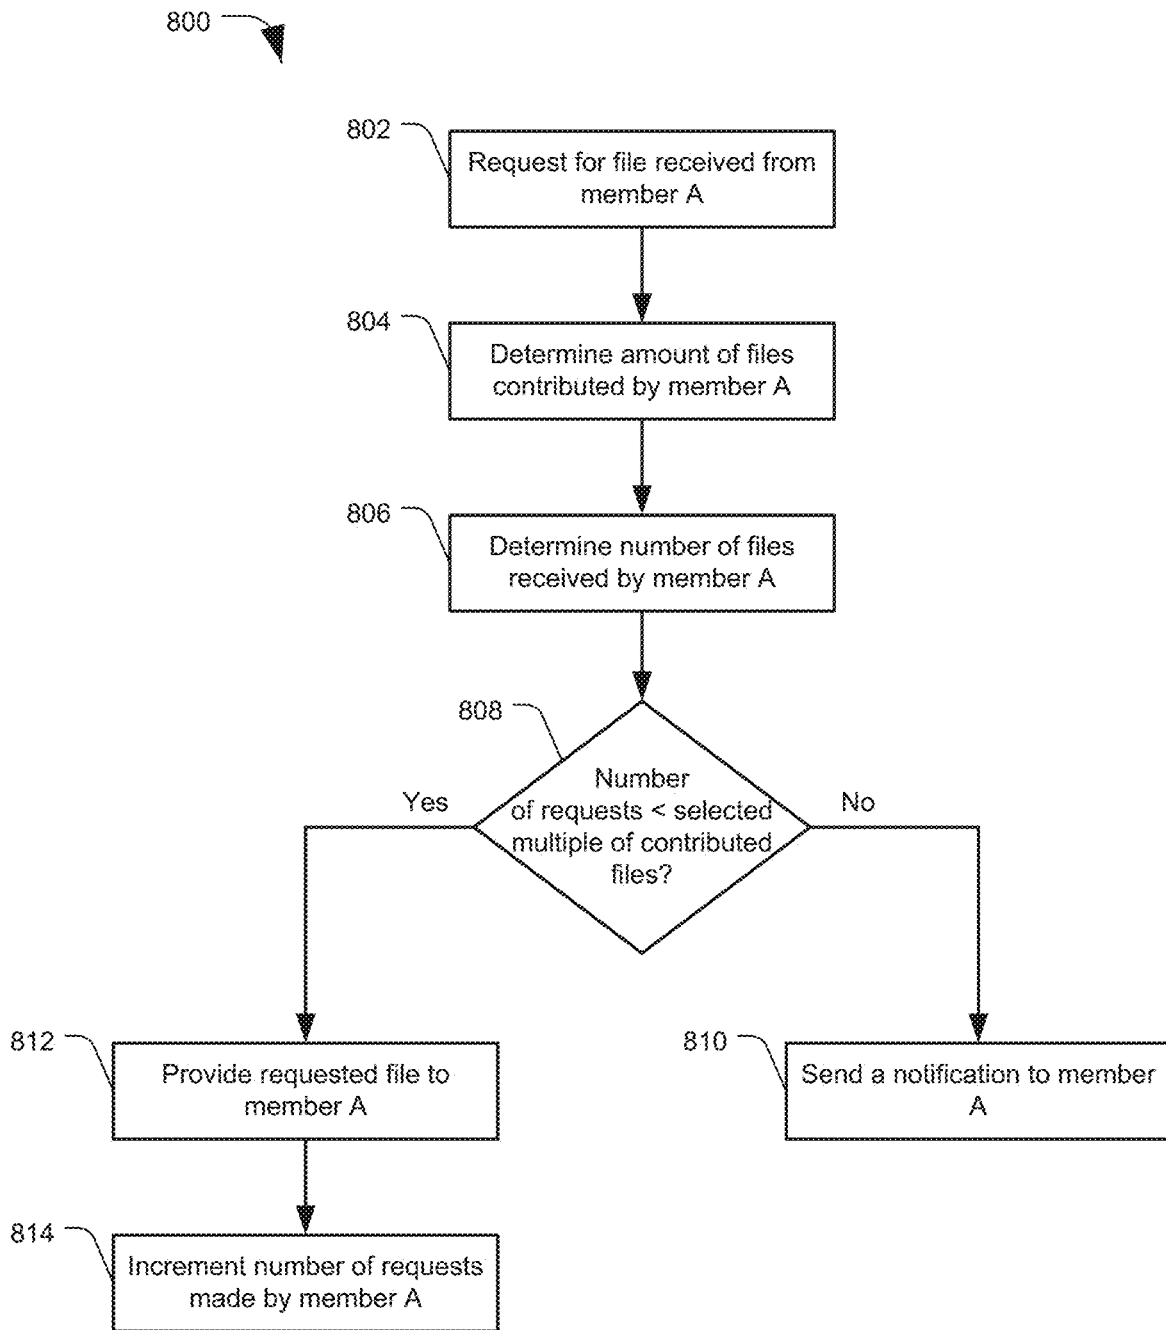 800
802
Request for file received from
member A
804
Determine amount of files
contributed by member A
806
Determine number of files
received by member A
808
Number
of requests < selected
multiple of contributed
files?
Yes
No
812
Provide requested file to
member A
810
Send a notification to member
A
814
Increment number of requests
made by member A